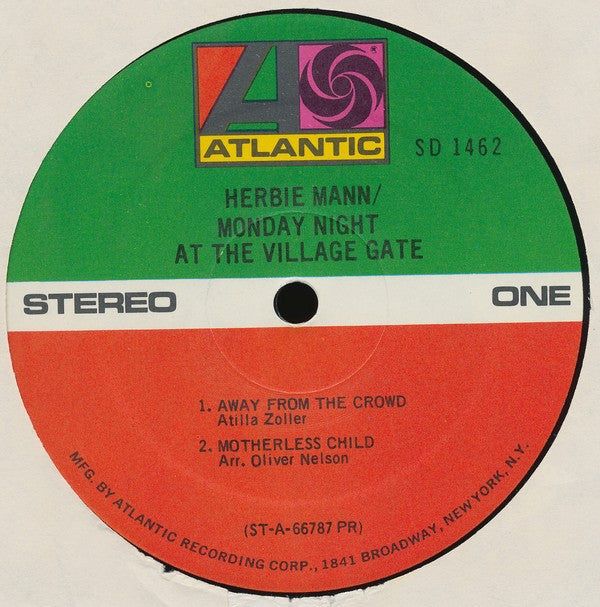 ATLANTIC
SD 1462
HERBIE MANN/
MONDAY NIGHT
AT THE VILLAGE GATE
STEREO
ONE
1. AWAY FROM THE CROWD
Atilla Zoller
2. MOTHERLESS CHILD
Arr. Oliver Nelson
(ST-A-66787 PR)
MFG. BY ATLANTIC RECORDING CORP., 1841 BROADWAY, NEW YORK, N.Y.